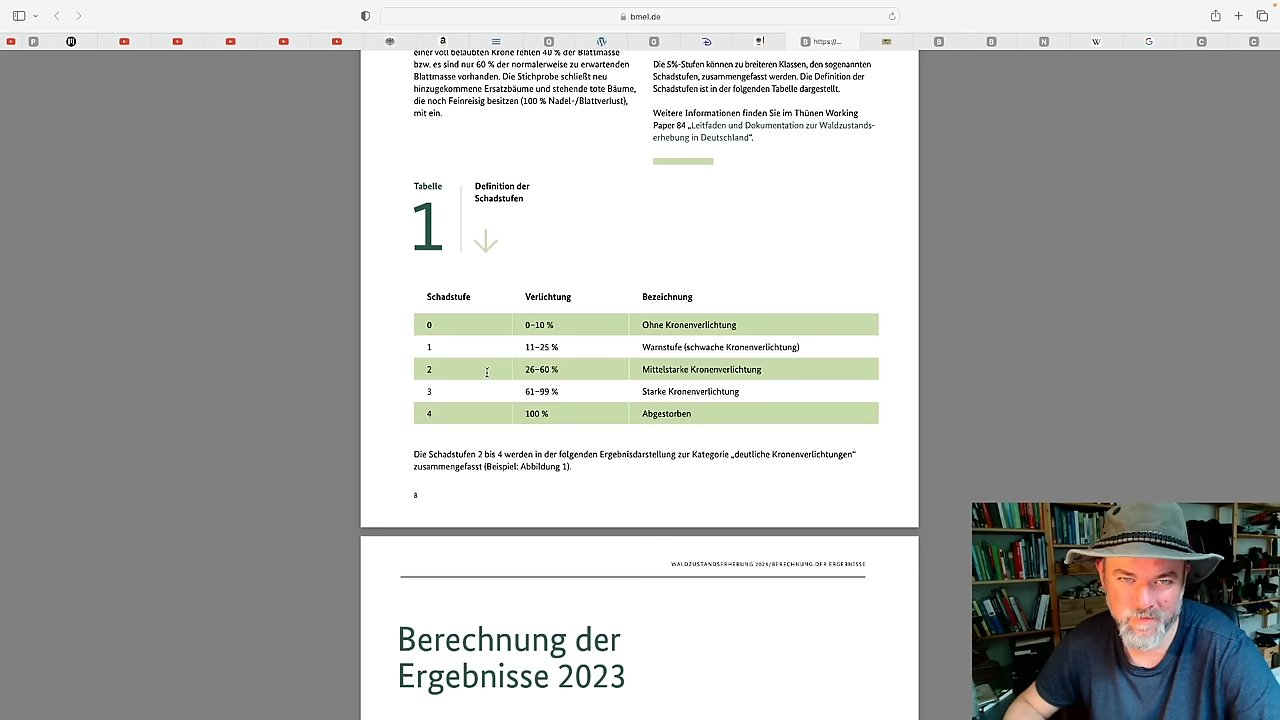 bmel.de
https://...
einer voll belaubten Krone fehlen 40 % der Blattmasse
bzw. es sind nur 60 % der normalerweise zu erwartenden
Blattmasse vorhanden. Die Stichprobe schließt neu
hinzugekommene Ersatzbäume und stehende tote Bäume,
die noch Feinreisig besitzen (100 % Nadel-/Blattverlust),
mit ein.
Die 5%-Stufen können zu breiteren Klassen, den sogenannten
Schadstufen, zusammengefasst werden. Die Definition der
Schadstufen ist in der folgenden Tabelle dargestellt.
Weitere Informationen finden Sie im Thünen Working
Paper 84 „Leitfaden und Dokumentation zur Waldzustands-
erhebung in Deutschland“.
Tabelle
1
Definition der
Schadstufen
Schadstufe Verlichtung Bezeichnung
0 0–10 % Ohne Kronenverlichtung
1 11–25 % Warnstufe (schwache Kronenverlichtung)
2 26–60 % Mittelstarke Kronenverlichtung
3 61–99 % Starke Kronenverlichtung
4 100 % Abgestorben
Die Schadstufen 2 bis 4 werden in der folgenden Ergebnisdarstellung zur Kategorie „deutliche Kronenverlichtungen“
zusammengefasst (Beispiel: Abbildung 1).
8
WALDZUSTANDSERHEBUNG 2023/BERECHNUNG DER ERGEBNISSE
Berechnung der
Ergebnisse 2023